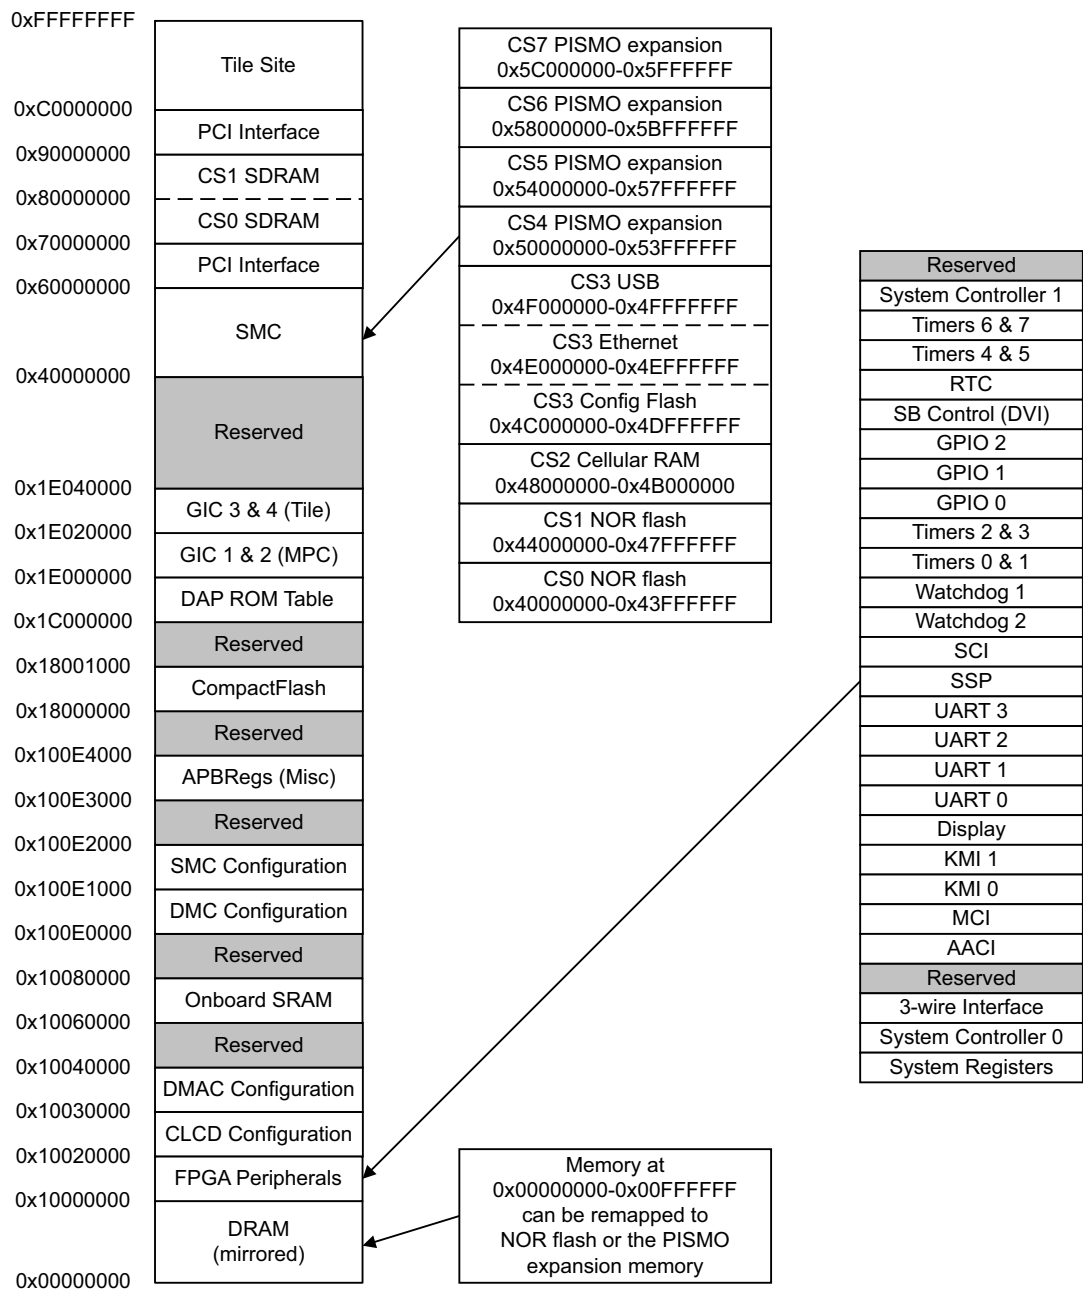 0xFFFFFFFF
Tile Site
0xC0000000
PCI Interface
0x90000000
CS1 SDRAM
0x80000000
CS0 SDRAM
0x70000000
PCI Interface
0x60000000
SMC
0x40000000
Reserved
0x1E040000
GIC 3 & 4 (Tile)
0x1E020000
GIC 1 & 2 (MPC)
0x1E000000
DAP ROM Table
0x1C000000
Reserved
0x18001000
CompactFlash
0x18000000
Reserved
0x100E4000
APBRegs (Misc)
0x100E3000
Reserved
0x100E2000
SMC Configuration
0x100E1000
DMC Configuration
0x100E0000
Reserved
0x10080000
Onboard SRAM
0x10060000
Reserved
0x10040000
DMAC Configuration
0x10030000
CLCD Configuration
0x10020000
FPGA Peripherals
0x10000000
DRAM
(mirrored)
0x00000000
CS7 PISMO expansion
0x5C000000-0x5FFFFFF
CS6 PISMO expansion
0x58000000-0x5BFFFFFF
CS5 PISMO expansion
0x54000000-0x57FFFFFF
CS4 PISMO expansion
0x50000000-0x53FFFFFF
CS3 USB
0x4F000000-0x4FFFFFFF
CS3 Ethernet
0x4E000000-0x4EFFFFFF
CS3 Config Flash
0x4C000000-0x4DFFFFFF
CS2 Cellular RAM
0x48000000-0x4B000000
CS1 NOR flash
0x44000000-0x47FFFFFF
CS0 NOR flash
0x40000000-0x43FFFFFF
Memory at
0x00000000-0x00FFFFFF
can be remapped to
NOR flash or the PISMO
expansion memory
Reserved
System Controller 1
Timers 6 & 7
Timers 4 & 5
RTC
SB Control (DVI)
GPIO 2
GPIO 1
GPIO 0
Timers 2 & 3
Timers 0 & 1
Watchdog 1
Watchdog 2
SCI
SSP
UART 3
UART 2
UART 1
UART 0
Display
KMI 1
KMI 0
MCI
AACI
Reserved
3-wire Interface
System Controller 0
System Registers